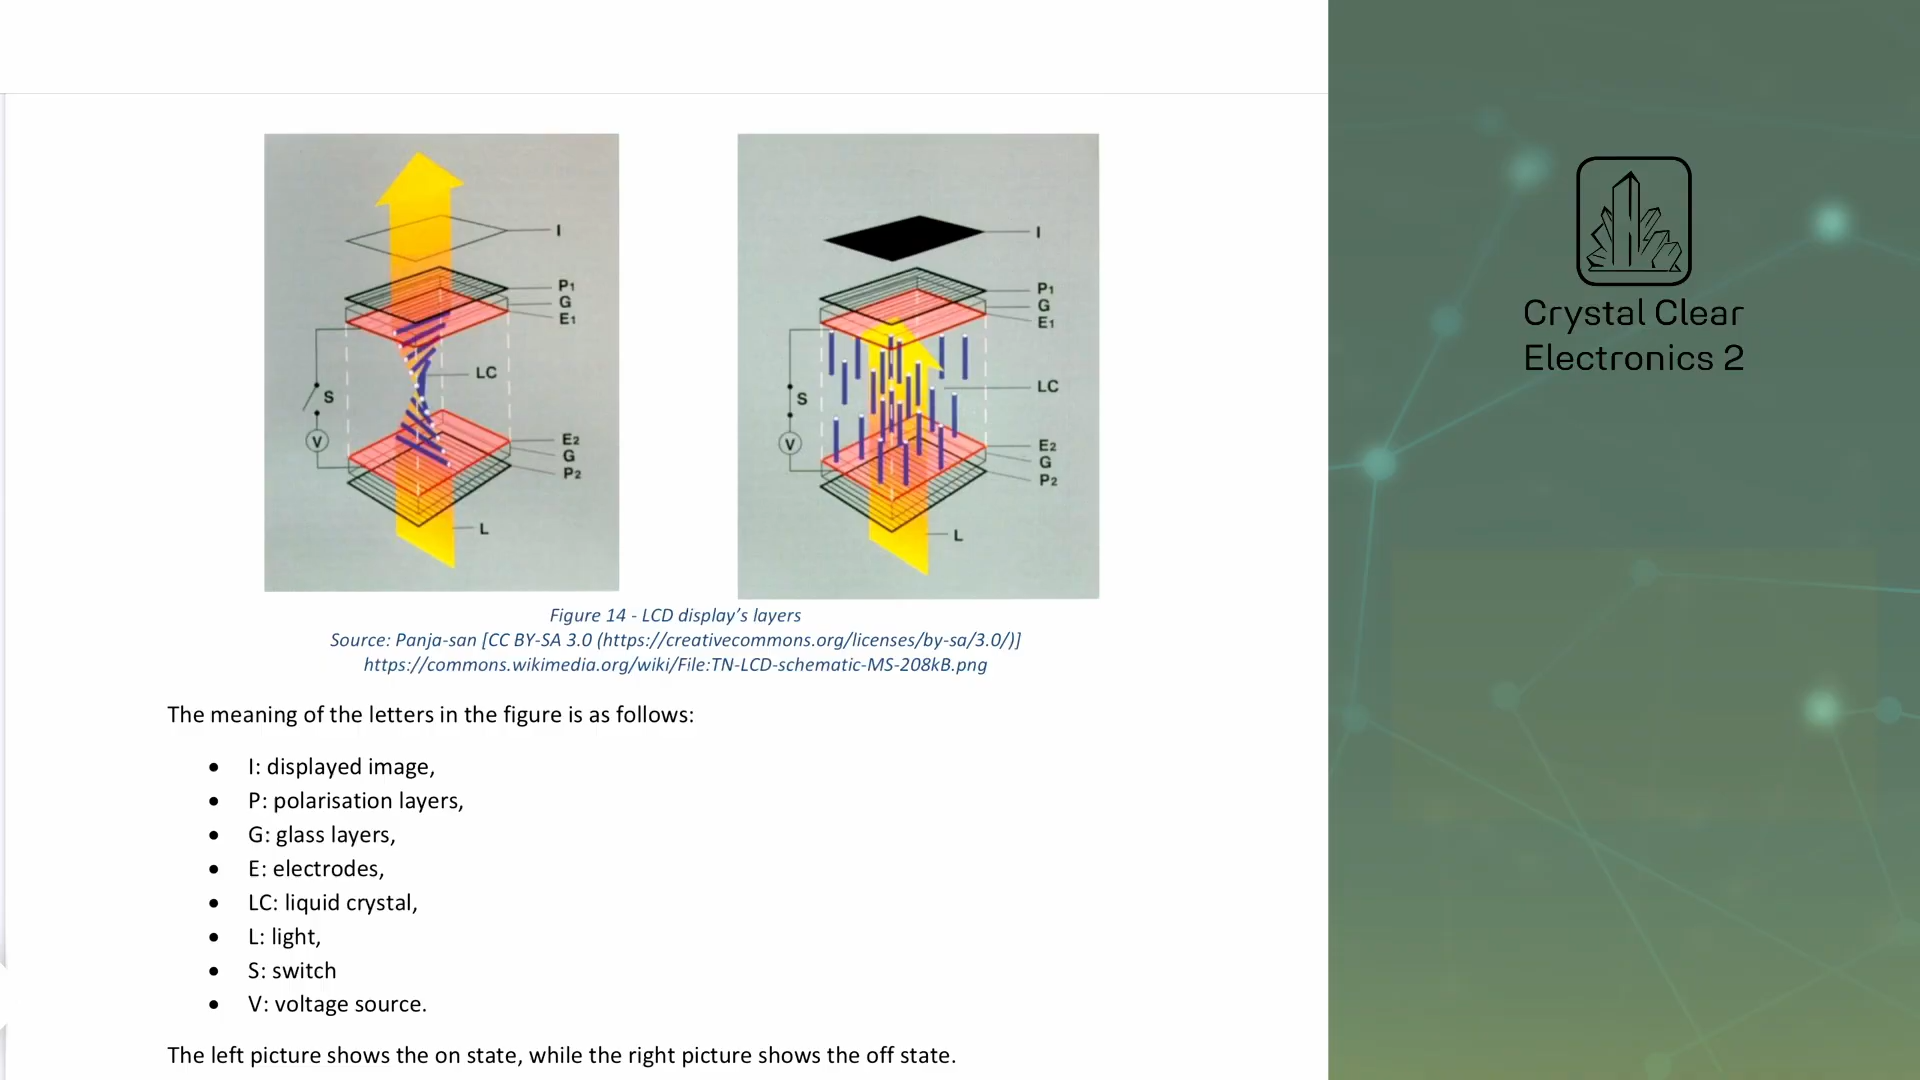 I
P1
G
E1
LC
S
V
E2
G
P2
L
I
P1
G
E1
LC
S
V
E2
G
P2
L
Figure 14 - LCD display’s layers
Source: Panja-san [CC BY-SA 3.0 (https://creativecommons.org/licenses/by-sa/3.0/)]
https://commons.wikimedia.org/wiki/File:TN-LCD-schematic-MS-208kB.png
The meaning of the letters in the figure is as follows:
• I: displayed image,
• P: polarisation layers,
• G: glass layers,
• E: electrodes,
• LC: liquid crystal,
• L: light,
• S: switch
• V: voltage source.
The left picture shows the on state, while the right picture shows the off state.
Crystal Clear
Electronics 2